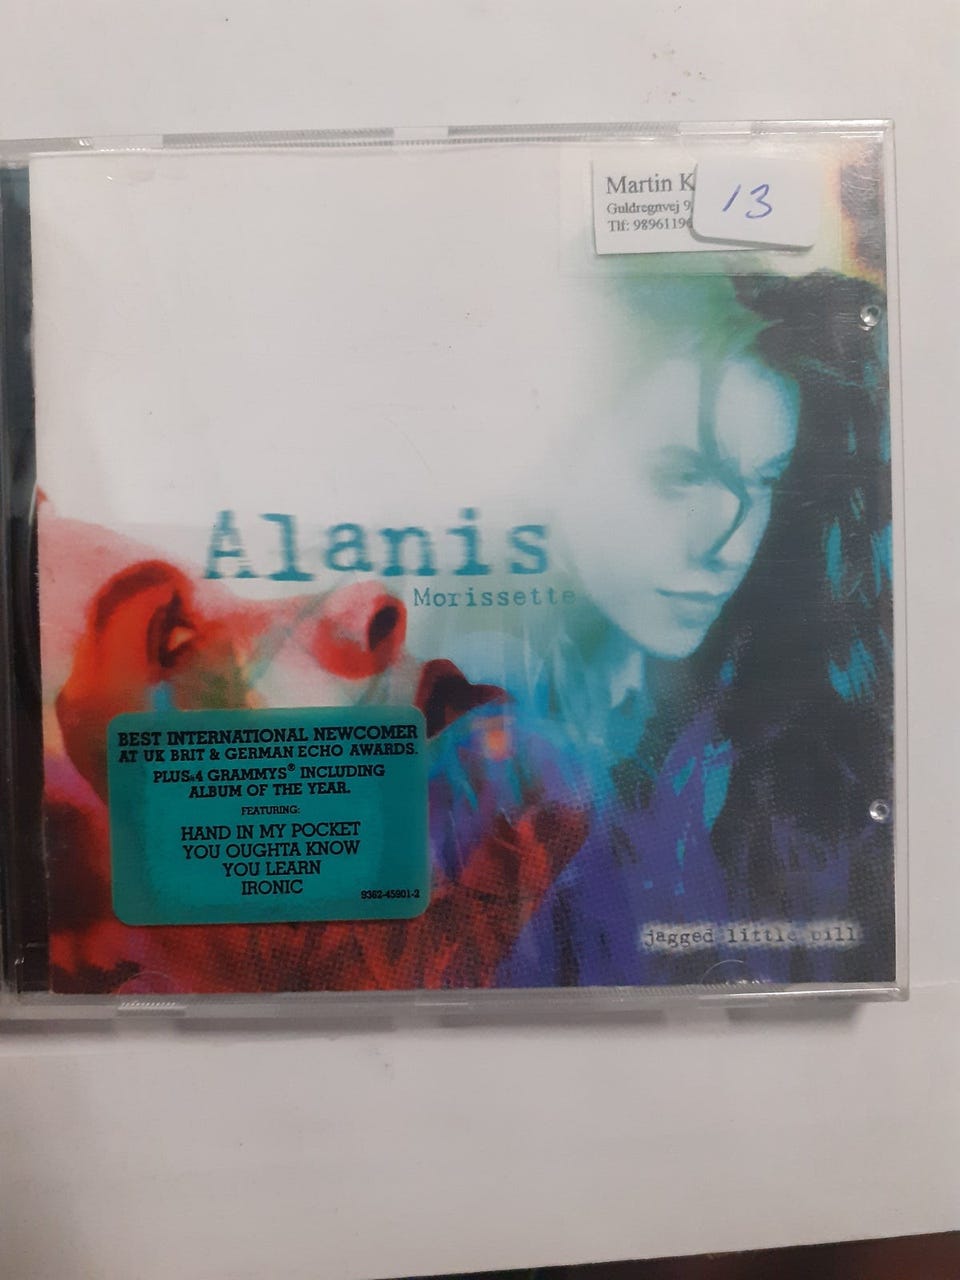 Martin K
Guldregnvej 9,
Tlf: 9896119
13
Alanis
Morissette
BEST INTERNATIONAL NEWCOMER
AT UK BRIT & GERMAN ECHO AWARDS.
PLUS 4 GRAMMYS® INCLUDING
ALBUM OF THE YEAR.
FEATURING:
HAND IN MY POCKET
YOU OUGHTA KNOW
YOU LEARN
IRONIC
9362-45901-2
jagged little pill